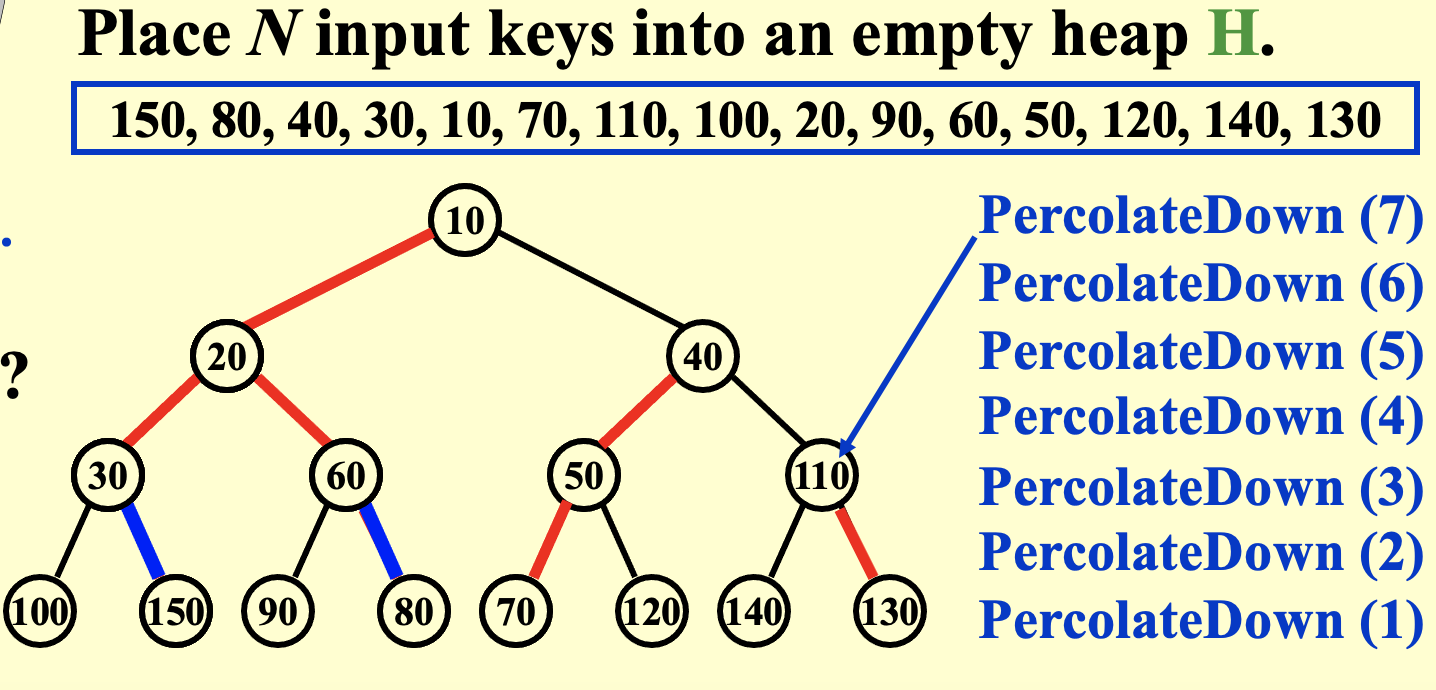 Place N input keys into an empty heap H.
150, 80, 40, 30, 10, 70, 110, 100, 20, 90, 60, 50, 120, 140, 130
.
?
10
20 40
30 60 50 110
100 150 90 80 70 120 140 130
PercolateDown (7)
PercolateDown (6)
PercolateDown (5)
PercolateDown (4)
PercolateDown (3)
PercolateDown (2)
PercolateDown (1)